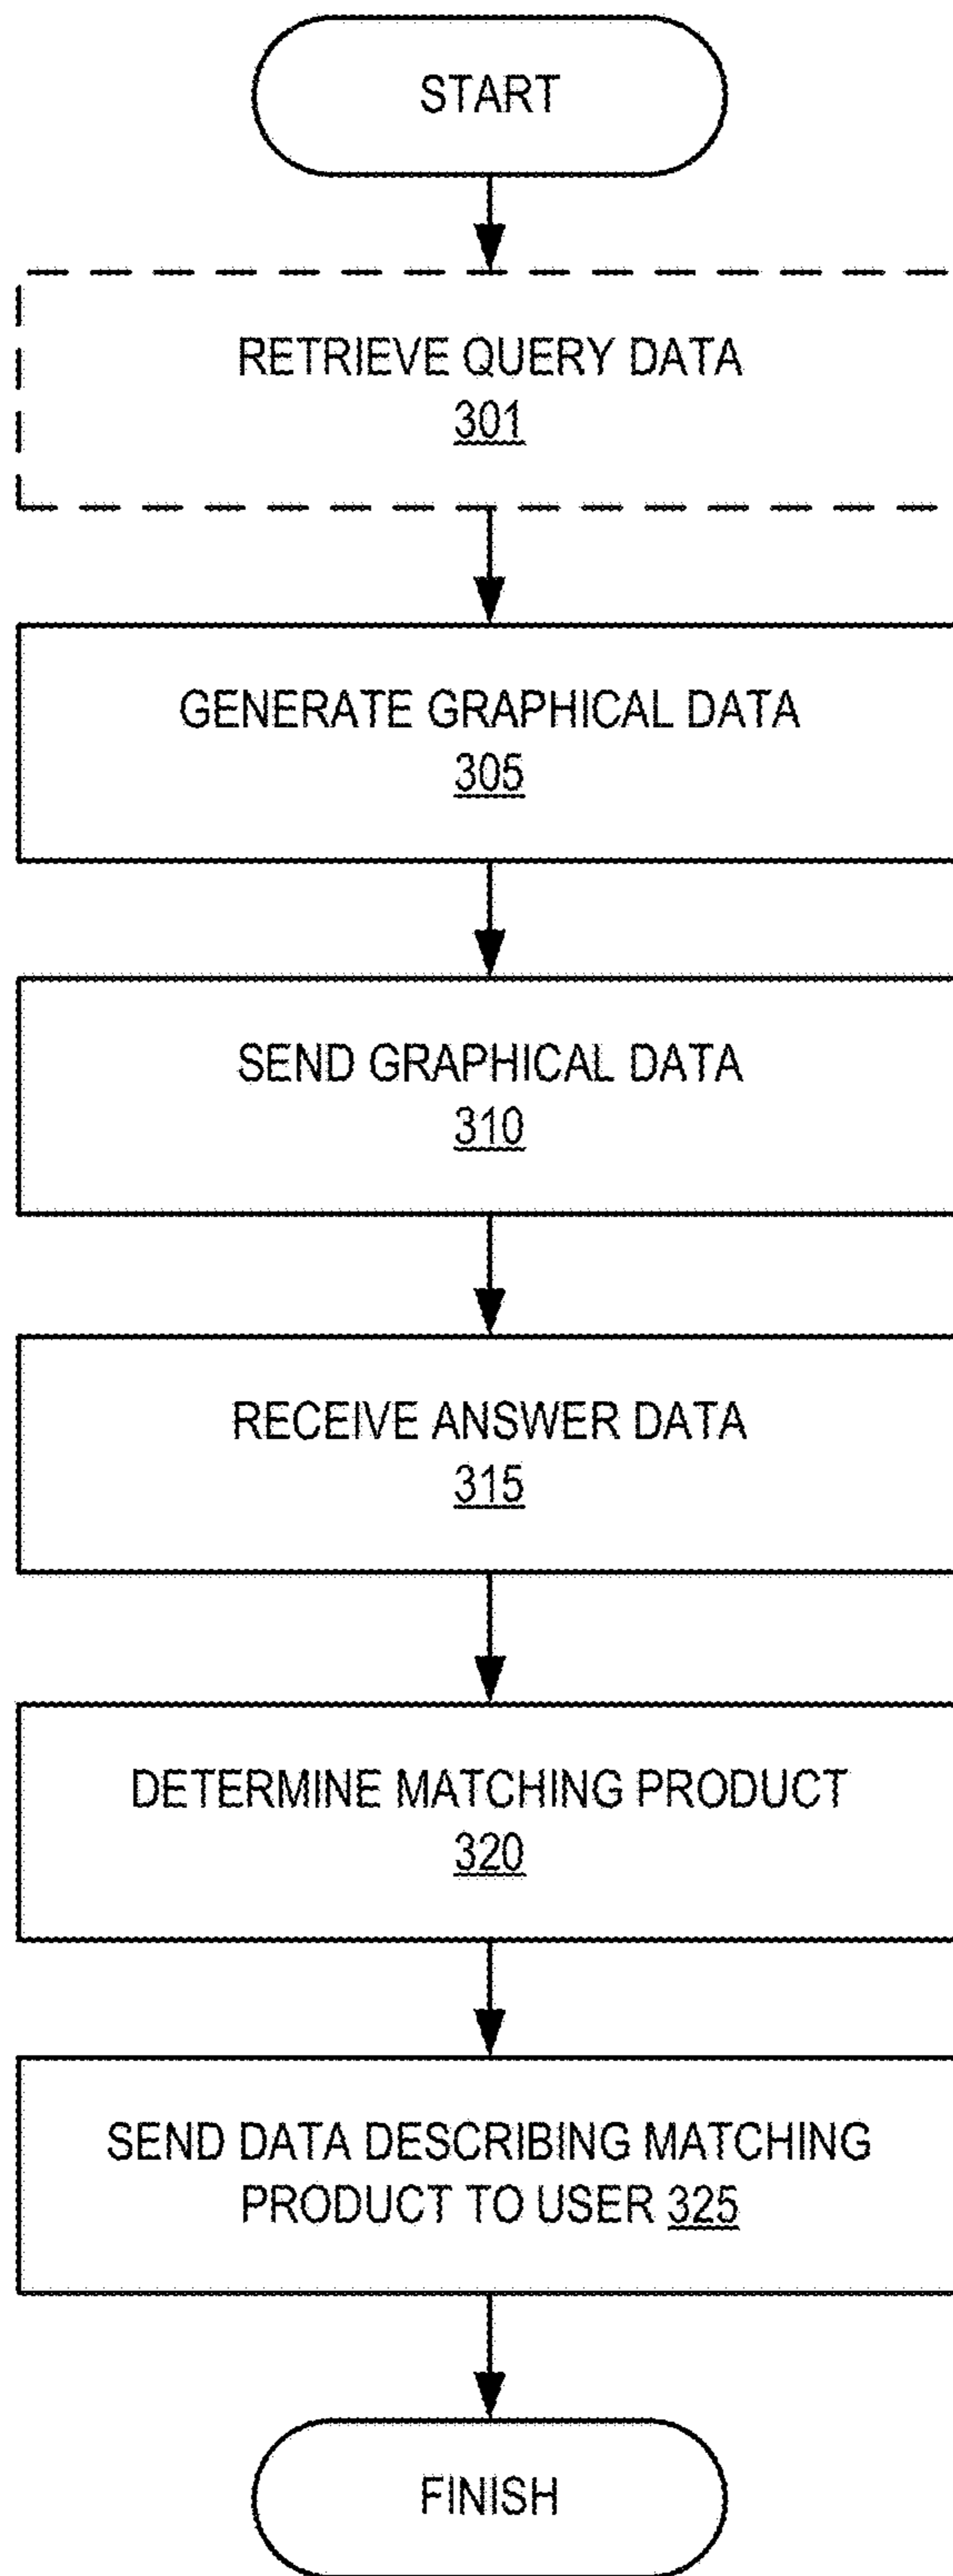 START
RETRIEVE QUERY DATA
301
GENERATE GRAPHICAL DATA
305
SEND GRAPHICAL DATA
310
RECEIVE ANSWER DATA
315
DETERMINE MATCHING PRODUCT
320
SEND DATA DESCRIBING MATCHING
PRODUCT TO USER 325
FINISH